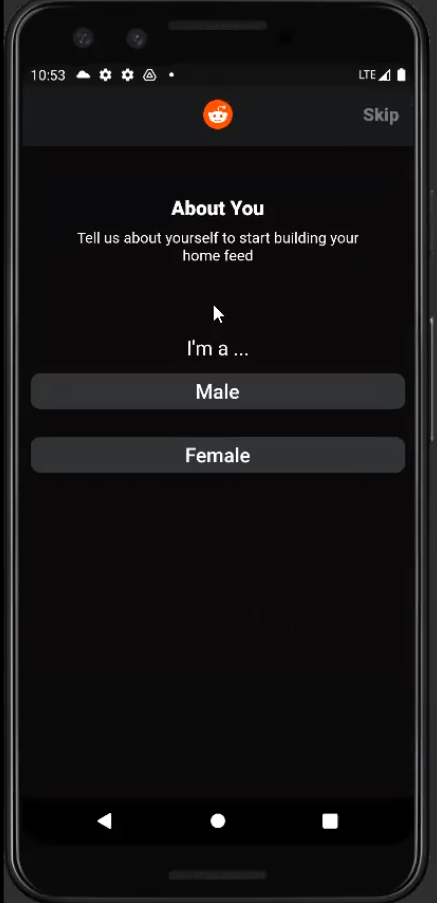 10:53
LTE
Skip
About You
Tell us about yourself to start building your
home feed
I'm a ...
Male
Female